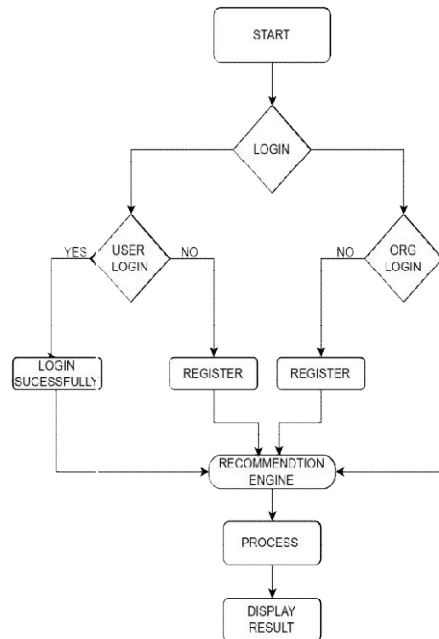 START
LOGIN
YES
USER
LOGIN
NO
NO
ORG
LOGIN
LOGIN
SUCESSFULLY
REGISTER
REGISTER
RECOMMENDTION
ENGINE
PROCESS
DISPLAY
RESULT